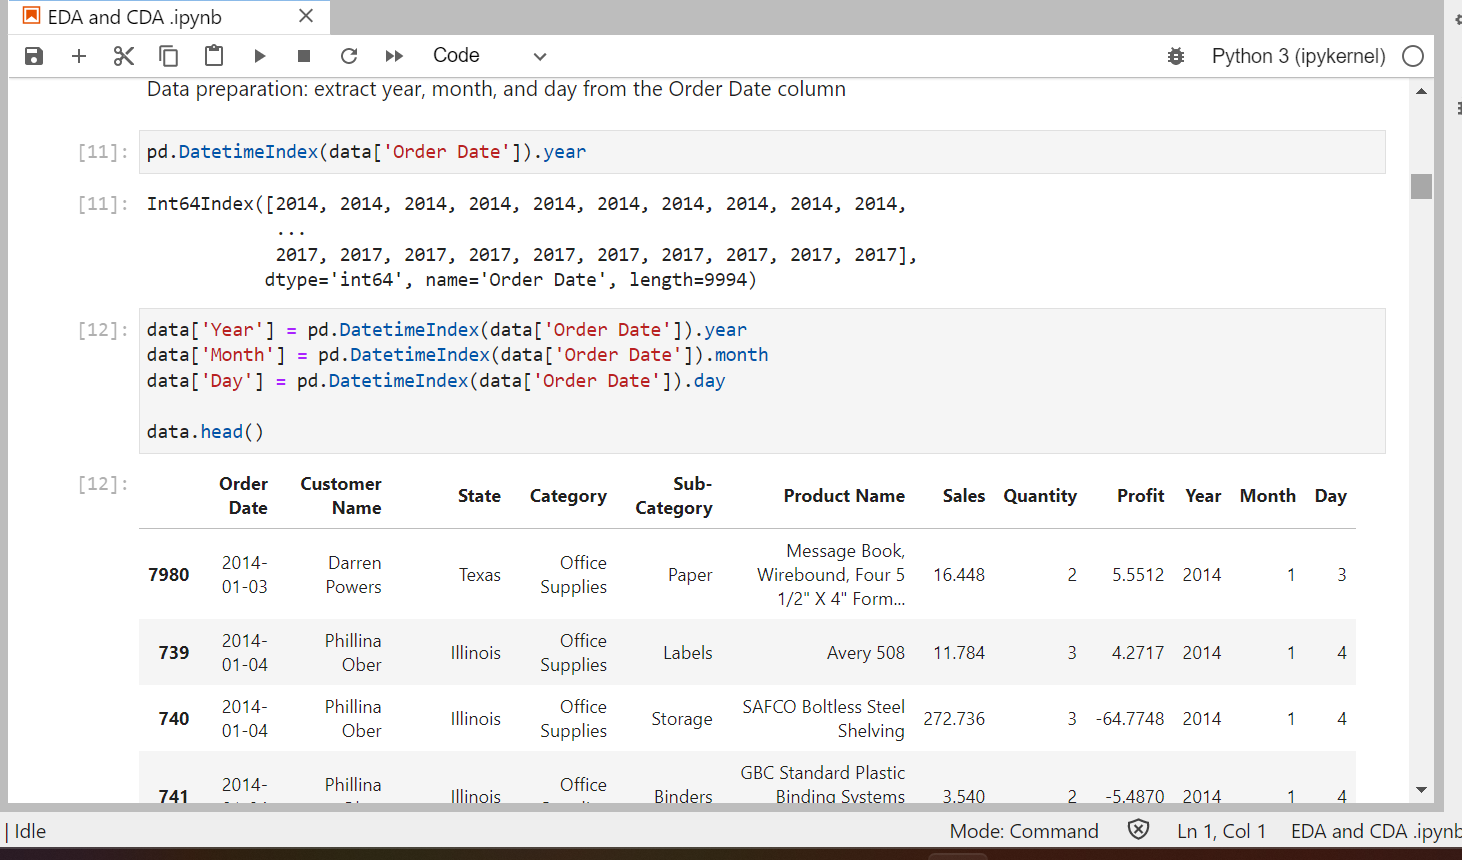 EDA and CDA .ipynb
Code
Python 3 (ipykernel)
Data preparation: extract year, month, and day from the Order Date column
[11]: pd.DatetimeIndex(data['Order Date']).year
[11]: Int64Index([2014, 2014, 2014, 2014, 2014, 2014, 2014, 2014, 2014, 2014,
...
2017, 2017, 2017, 2017, 2017, 2017, 2017, 2017, 2017, 2017],
dtype='int64', name='Order Date', length=9994)
[12]: data['Year'] = pd.DatetimeIndex(data['Order Date']).year
data['Month'] = pd.DatetimeIndex(data['Order Date']).month
data['Day'] = pd.DatetimeIndex(data['Order Date']).day
data.head()
[12]:
Order Customer State Category Sub- Product Name Sales Quantity Profit Year Month Day
Date Name Category
Message Book,
7980 2014- Darren Texas Office Paper Wirebound, Four 5 16.448 2 5.5512 2014 1 3
01-03 Powers Supplies 1/2" X 4" Form...
739 2014- Phillina Illinois Office Labels Avery 508 11.784 3 4.2717 2014 1 4
01-04 Ober Supplies
740 2014- Phillina Illinois Office Storage SAFCO Boltless Steel 272.736 3 -64.7748 2014 1 4
01-04 Ober Supplies Shelving
GBC Standard Plastic
2014- Phillina Office
741 Illinois Binders Binding Systems 3.540 2 -5.4870 2014 1 4
| Idle
Mode: Command
Ln 1, Col 1
EDA and CDA .ipynb